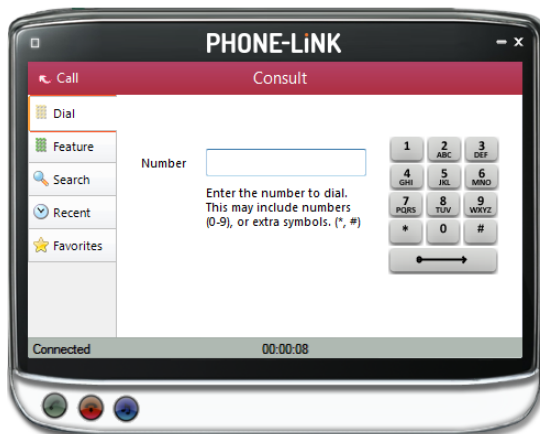 PHONE-LiNK
Call
Consult
Dial
Feature
Search
Recent
Favorites
Number
Enter the number to dial.
This may include numbers
(0-9), or extra symbols. (*, #)
1 2 3
ABC DEF
4 5 6
GHI JKL MNO
7 8 9
PQRS TUV WXYZ
* 0 #
Connected 00:00:08